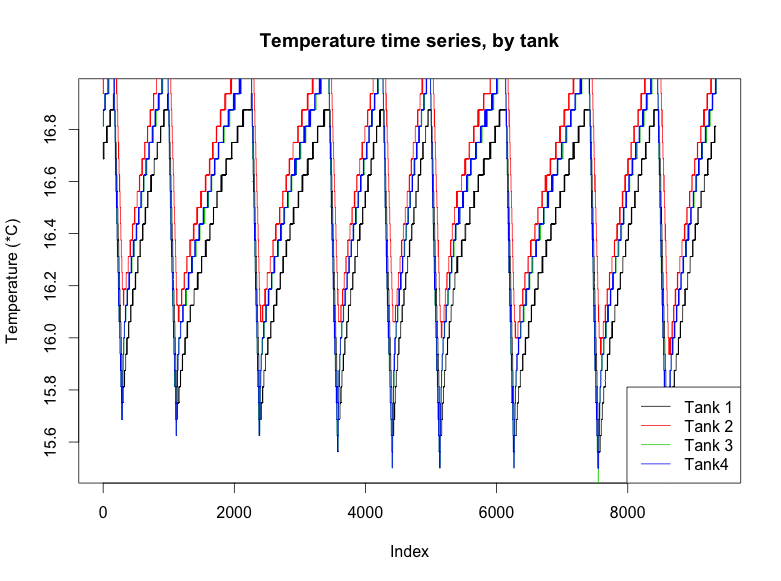 Temperature time series, by tank
Temperature (*C)
16.8
16.6
16.4
16.2
16.0
15.8
15.6
Tank 1
Tank 2
Tank 3
Tank4
0 2000 4000 6000 8000
Index